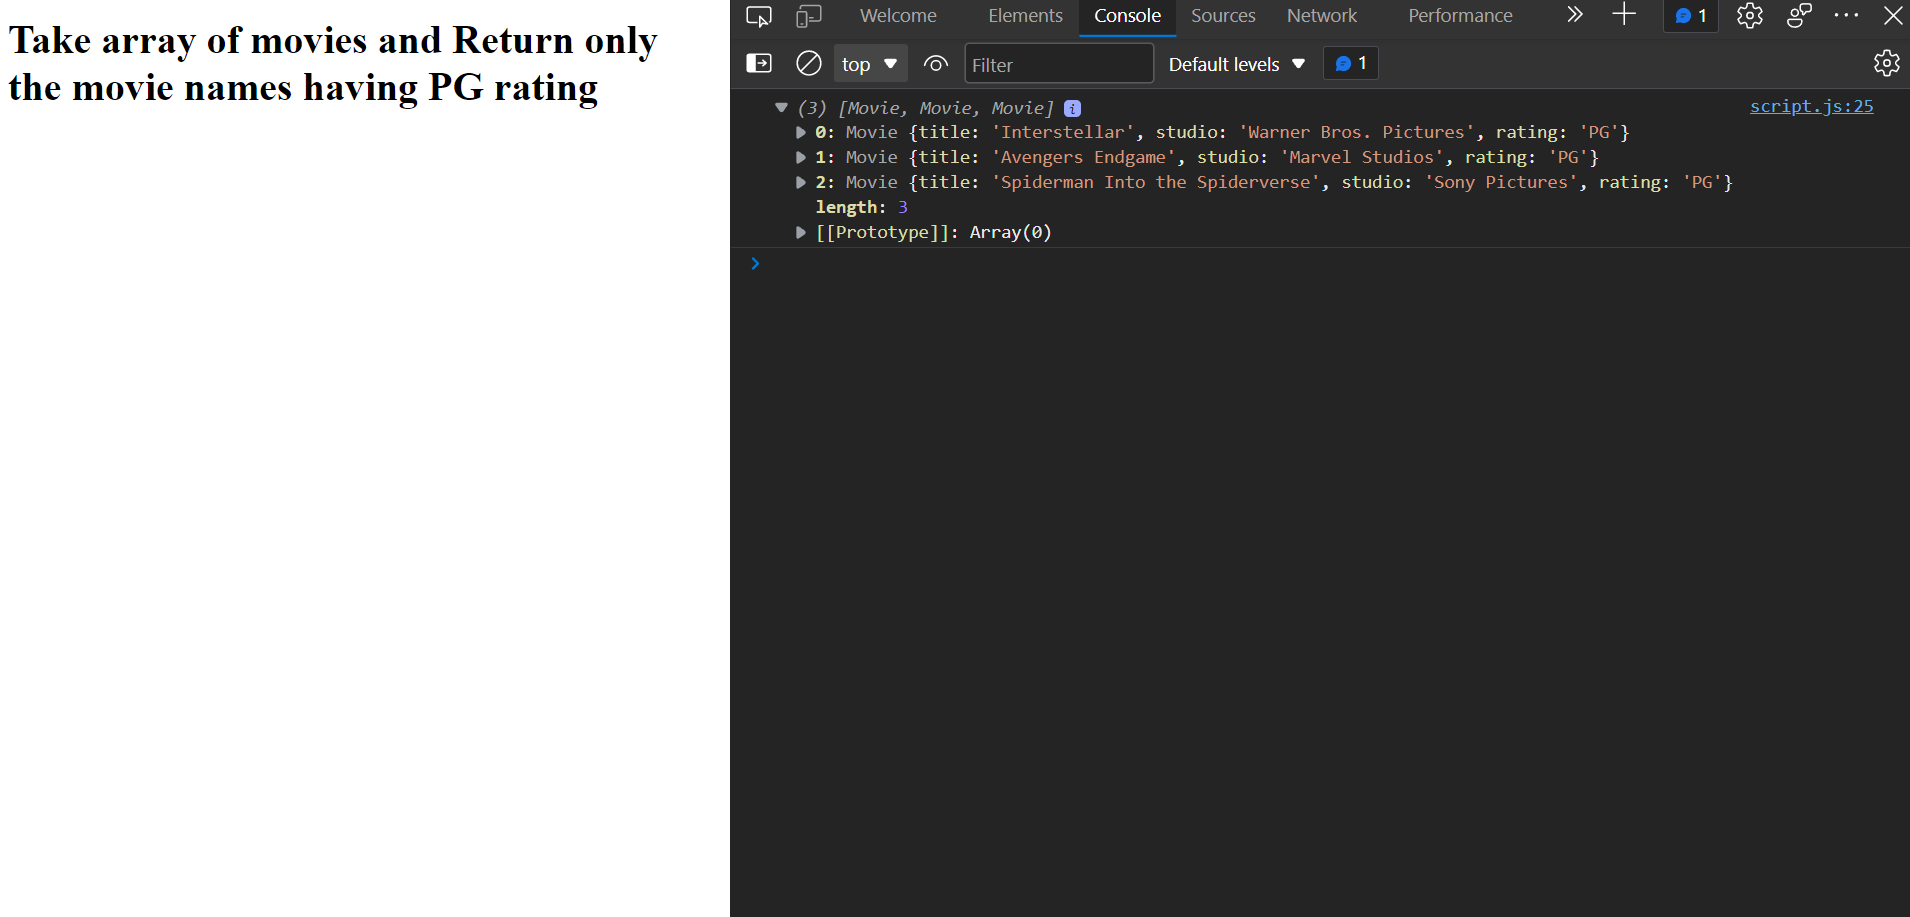 Take array of movies and Return only
the movie names having PG rating
Welcome Elements Console Sources Network Performance 1
top Filter Default levels 1
(3) [Movie, Movie, Movie] i script.js:25
0: Movie {title: 'Interstellar', studio: 'Warner Bros. Pictures', rating: 'PG'}
1: Movie {title: 'Avengers Endgame', studio: 'Marvel Studios', rating: 'PG'}
2: Movie {title: 'Spiderman Into the Spiderverse', studio: 'Sony Pictures', rating: 'PG'}
length: 3
[[Prototype]]: Array(0)